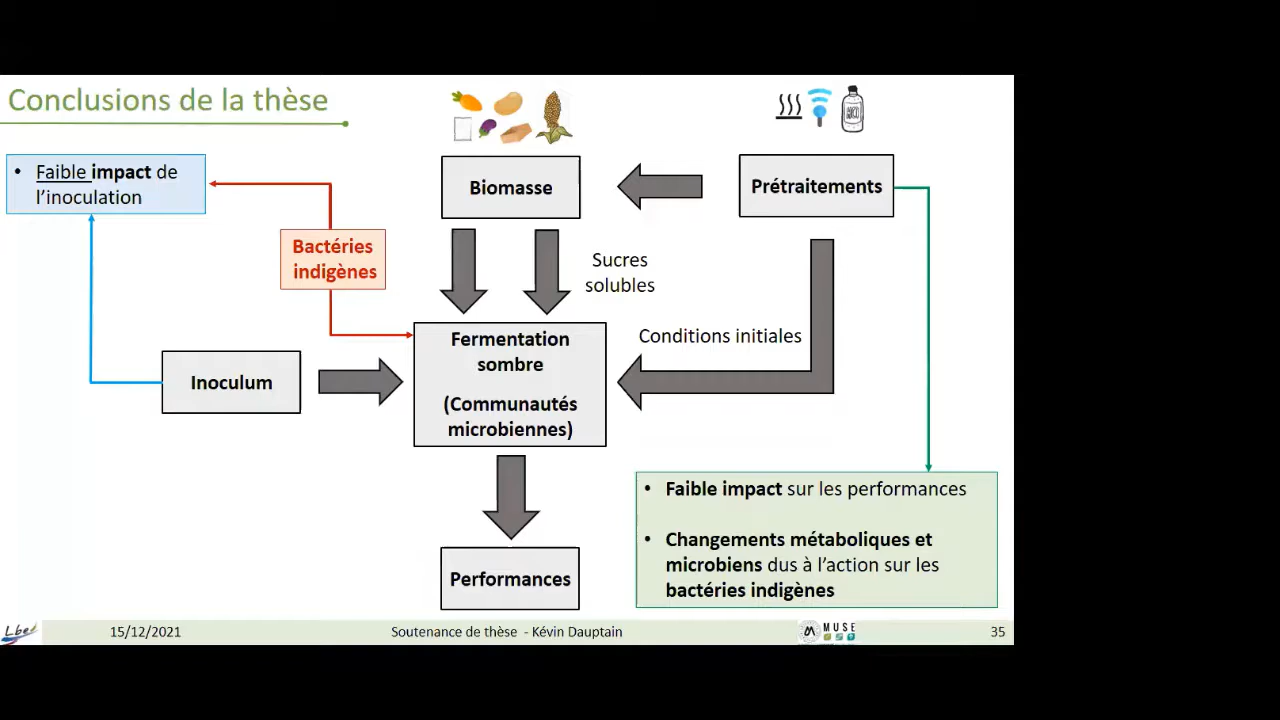 Conclusions de la thèse
• Faible impact de
l'inoculation
Biomasse
Prétraitements
Bactéries
indigènes
Sucres
solubles
Fermentation
sombre
(Communautés
microbiennes)
Conditions initiales
Inoculum
• Faible impact sur les performances
• Changements métaboliques et
microbiens dus à l'action sur les
bactéries indigènes
Performances
Lbe
15/12/2021
Soutenance de thèse - Kévin Dauptain
MUSE
35